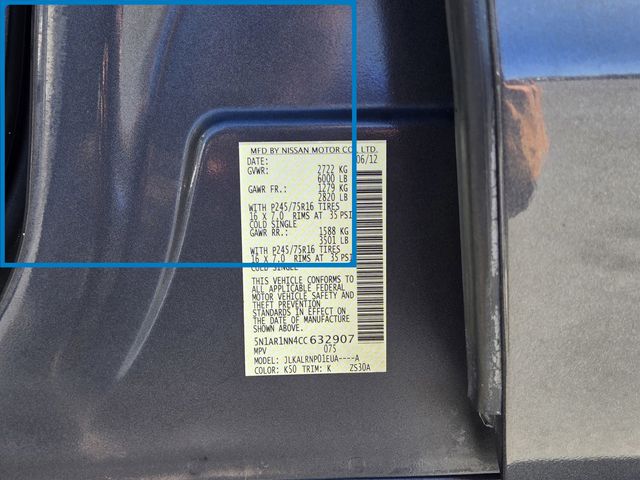 MFD BY NISSAN MOTOR CO., LTD.
DATE: 06/12
GVWR: 2722 KG
6000 LB
GAWR FR.: 1279 KG
2820 LB
WITH P245/75R16 TIRES
16 X 7.0 RIMS AT 35 PSI
COLD SINGLE
GAWR RR.: 1588 KG
3501 LB
WITH P245/75R16 TIRES
16 X 7.0 RIMS AT 35 PSI
COLD SINGLE
THIS VEHICLE CONFORMS TO
ALL APPLICABLE FEDERAL
MOTOR VEHICLE SAFETY AND
THEFT PREVENTION
STANDARDS IN EFFECT ON
DATE OF MANUFACTURE
SHOWN ABOVE.
5N1AR1NN4CC 632907
MPV 075
MODEL: JLKALRNP01EUA----A
COLOR: K50 TRIM: K ZS30A